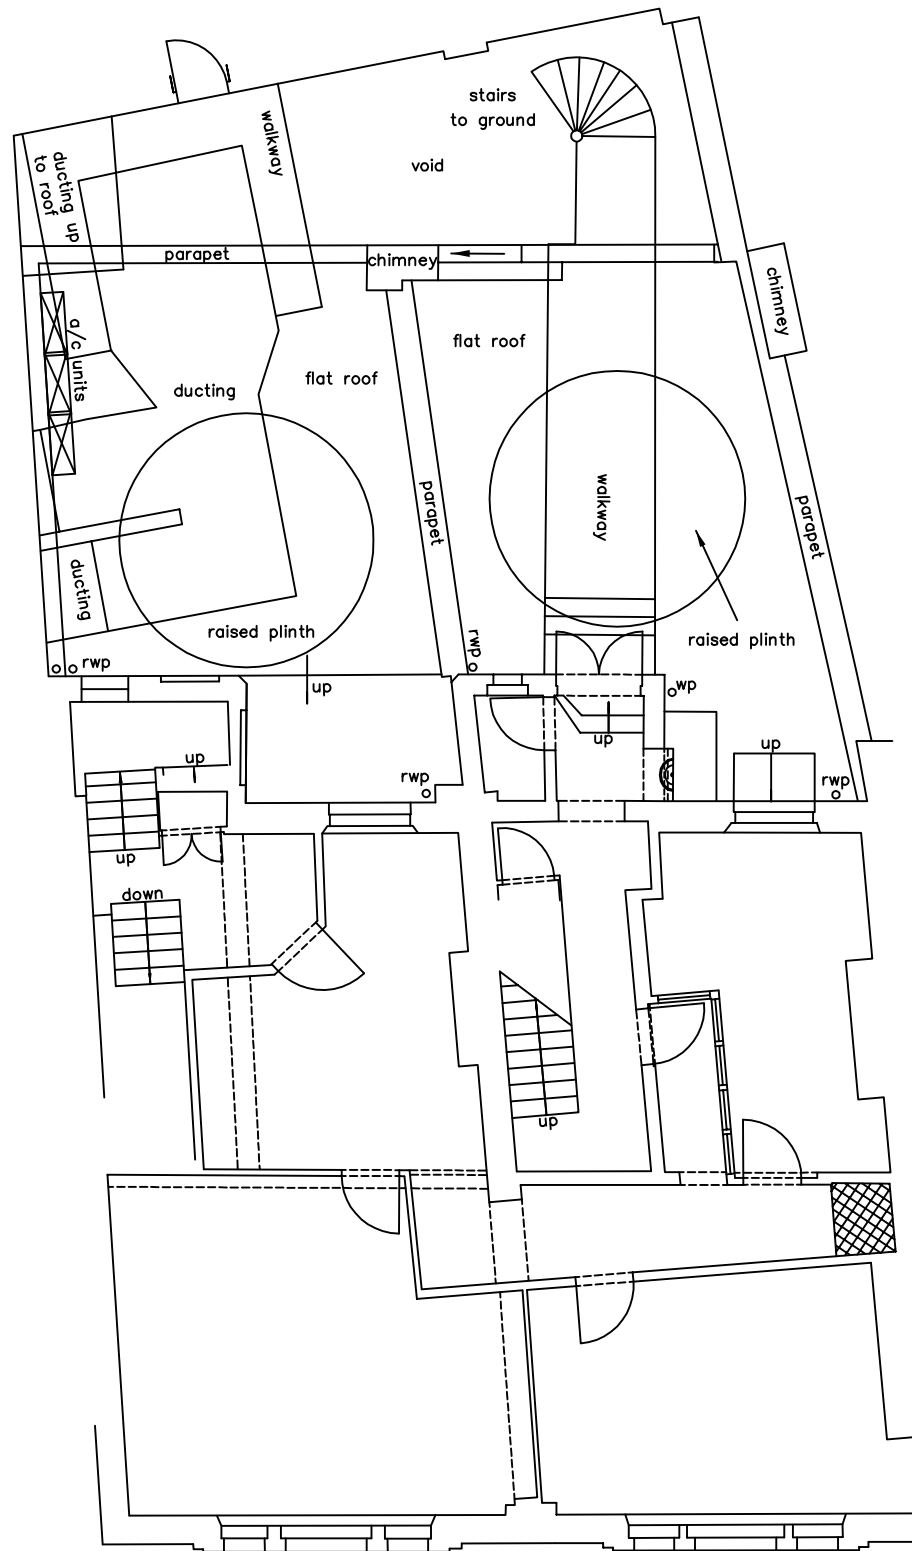 stairs
to ground
walkway
void
ducting up
to roof
parapet
chimney
chimney
a/c units
flat roof
flat roof
ducting
parapet
walkway
parapet
ducting
raised plinth
raised plinth
rwp
rwp
up
wp
up
up
up
rwp
rwp
up
down
up